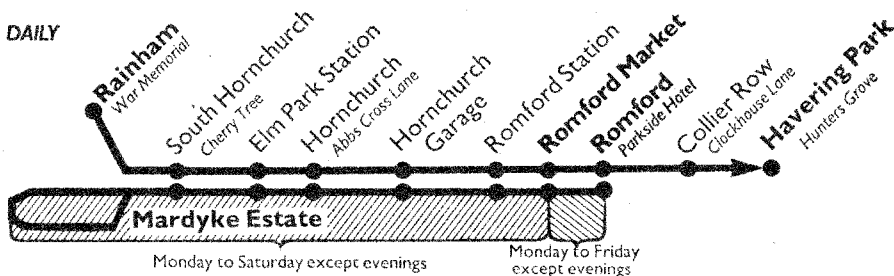 DAILY
Rainham
War Memorial
South Hornchurch
Cherry Tree
Elm Park Station
Hornchurch
Abbs Cross Lane
Hornchurch
Garage
Romford Station
Romford Market
Romford
Parkside Hotel
Collier Row
Clockhouse Lane
Havering Park
Hunters Grove
Mardyke Estate
Monday to Saturday except evenings
Monday to Friday
except evenings